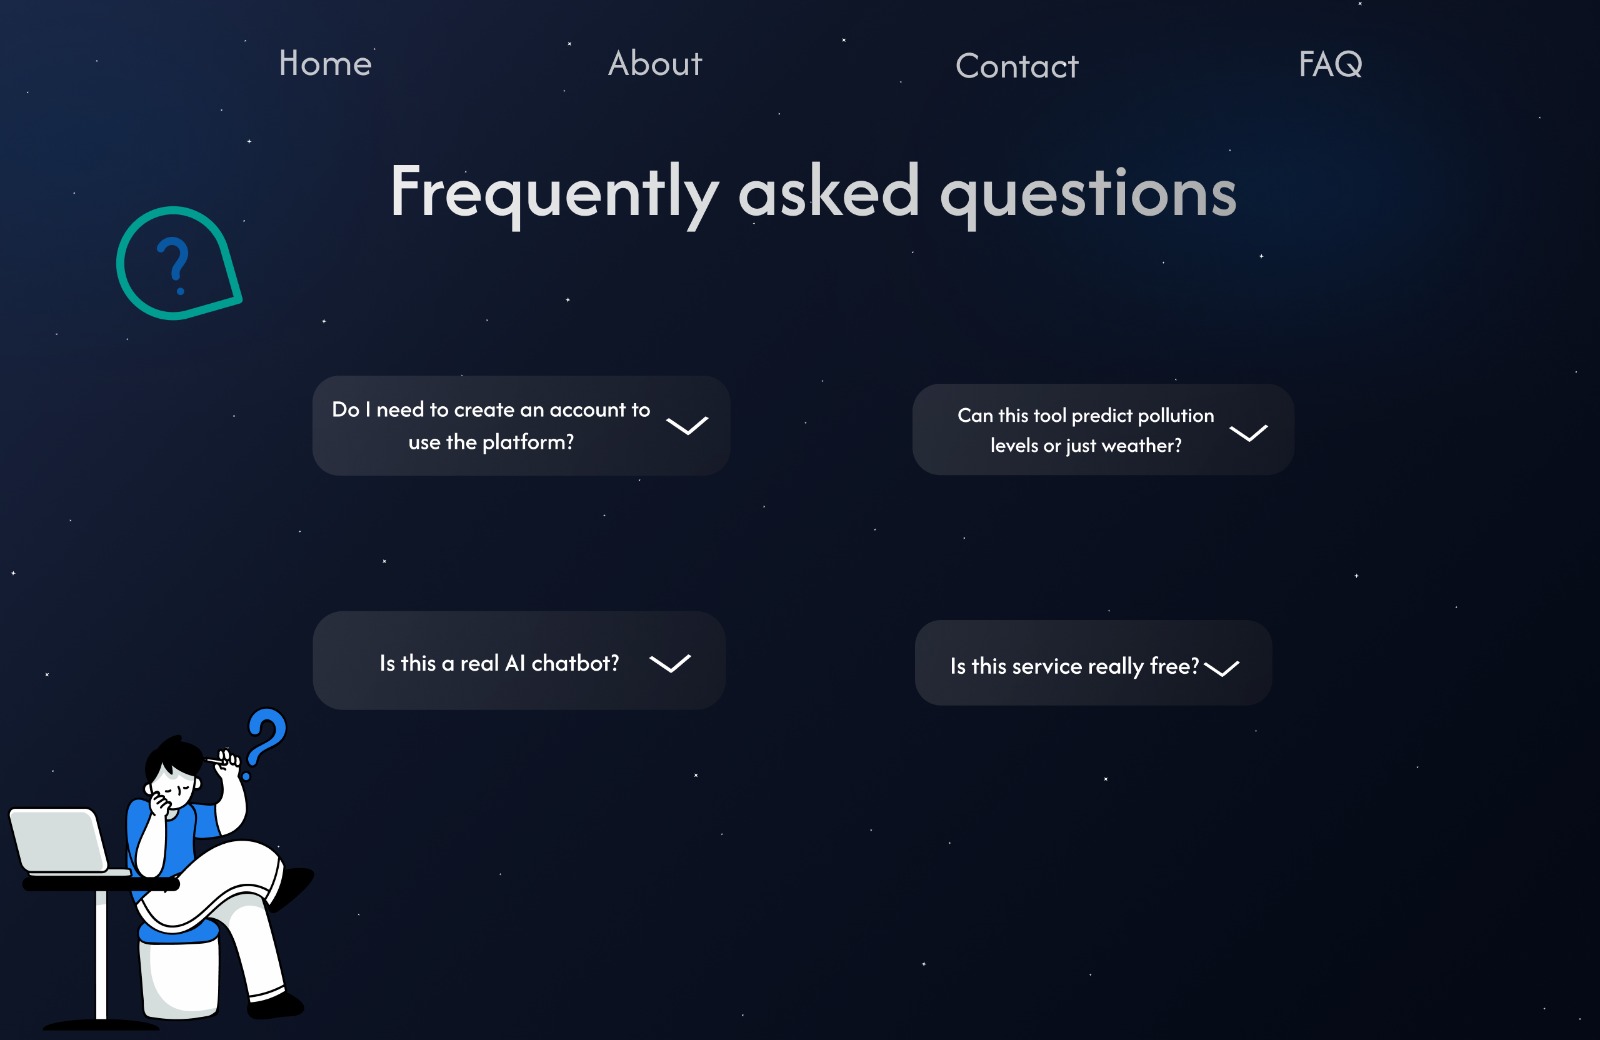 Home About Contact FAQ
Frequently asked questions
?
Do I need to create an account to
use the platform?
Can this tool predict pollution
levels or just weather?
Is this a real AI chatbot?
Is this service really free?
?